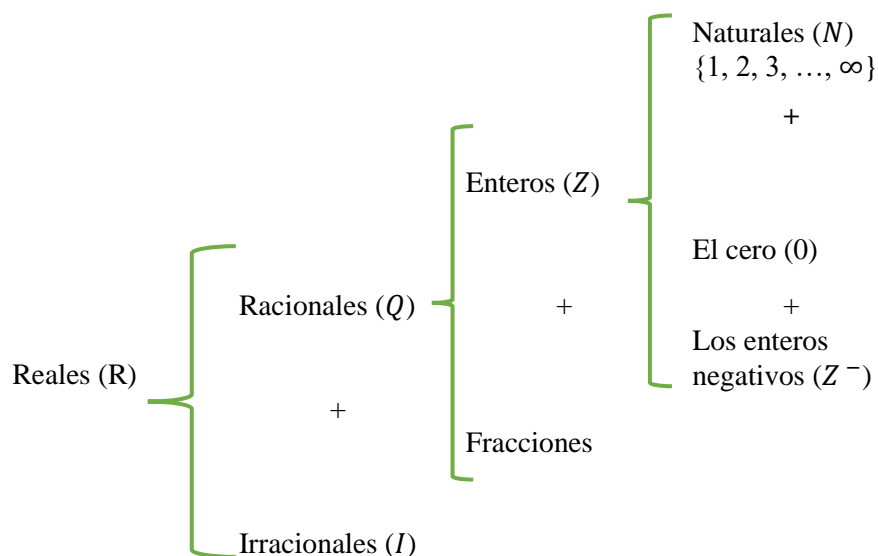 Naturales (N)
{1, 2, 3, …, ∞}
+
Enteros (Z)
El cero (0)
Racionales (Q)
+
+
Los enteros
negativos (Z⁻)
Reales (R)
+
Fracciones
Irracionales (I)